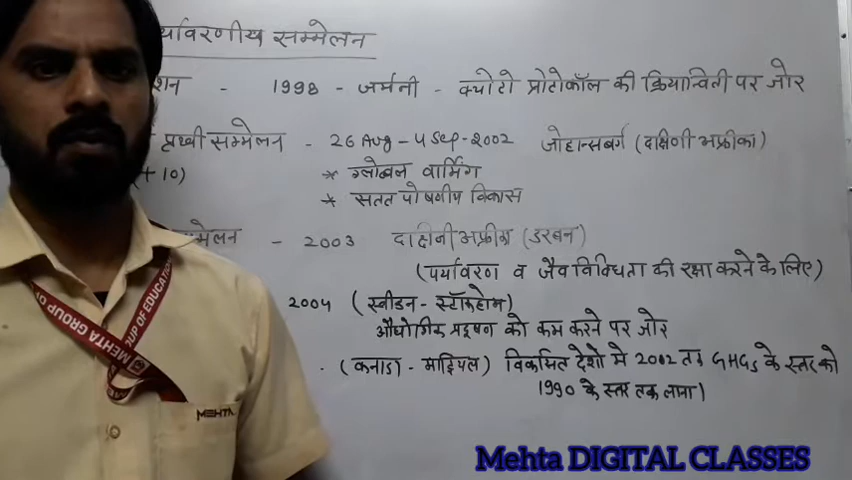 र्यावरणीय सम्मेलन
शन - 1998 - जर्मनी - क्योटो प्रोटोकॉल की क्रियान्विती पर जोर
प्रथ्वी सम्मेलन - 26 Aug - 4 Sep - 2002 जोहान्सबर्ग (दक्षिणी अफ्रीका)
(+10) * ग्लोबल वार्मिंग
* सतत पोषणीय विकास
म्मेलन - 2003 दक्षिणी अफ्रीका (डरबन)
(पर्यावरण व जैव विविधिता की रक्षा करने के लिए)
2004 (स्वीडन - स्टॉकहोम)
औद्योगिक प्रदूषण को कम करने पर जोर
- (कनाडा - मांट्रियल) विकसित देशो मे 2002 तक GHGs के स्तर को
1990 के स्तर तक लाना)
MEHTA GROUP OF
OF EDUCATION
MEHTA
Mehta DIGITAL CLASSES